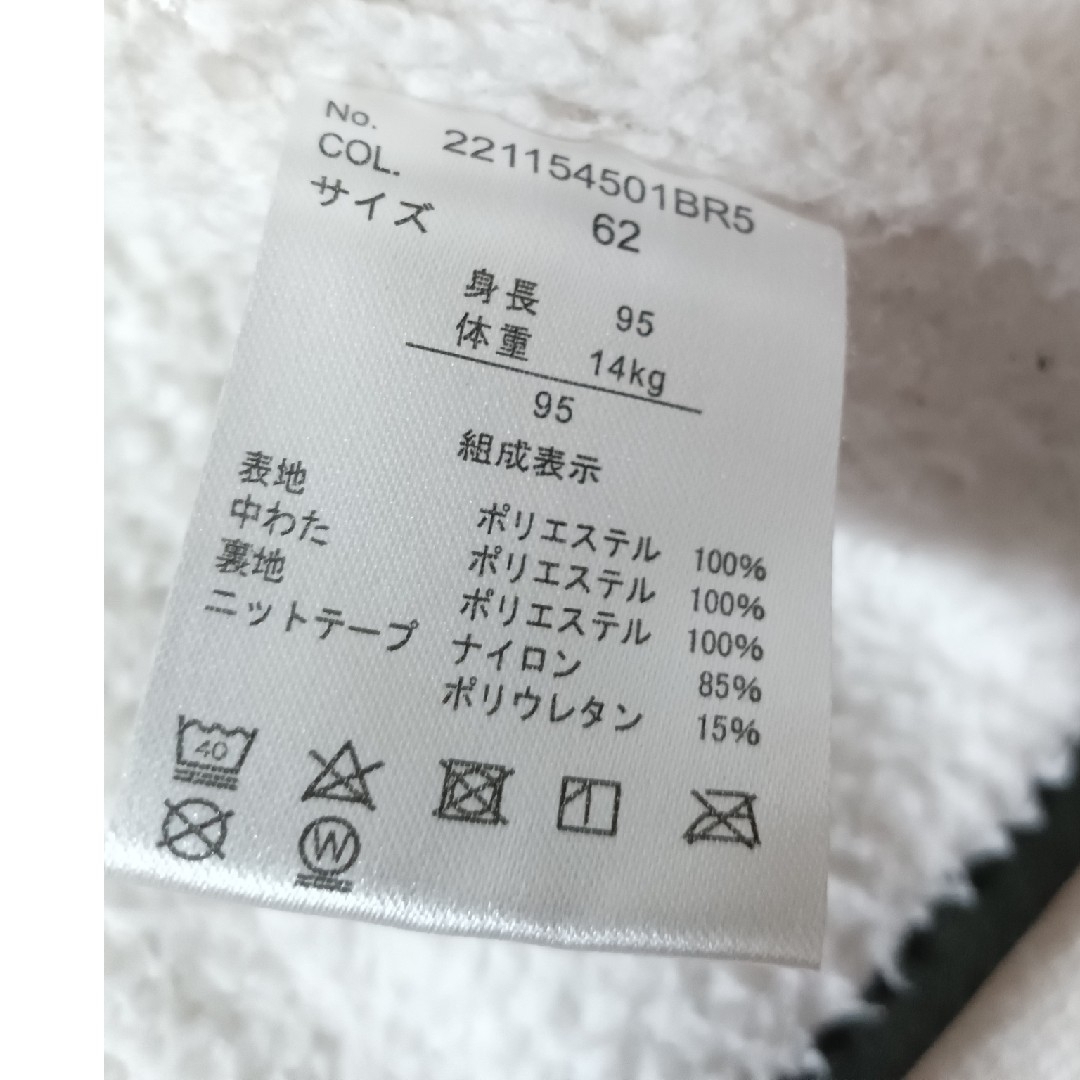 No. 221154501BR5
COL. 62
サイズ
身長 95
体重 14kg
95
組成表示
表地 ポリエステル 100%
中わた ポリエステル 100%
裏地 ポリエステル 100%
ニットテープ ナイロン 85%
ポリウレタン 15%
40
W